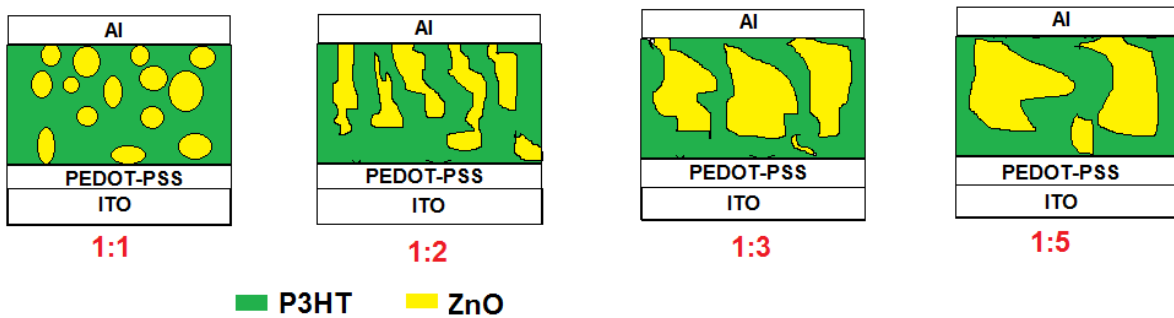 Al
PEDOT-PSS
ITO
1:1
Al
PEDOT-PSS
ITO
1:2
Al
PEDOT-PSS
ITO
1:3
Al
PEDOT-PSS
ITO
1:5
P3HT
ZnO